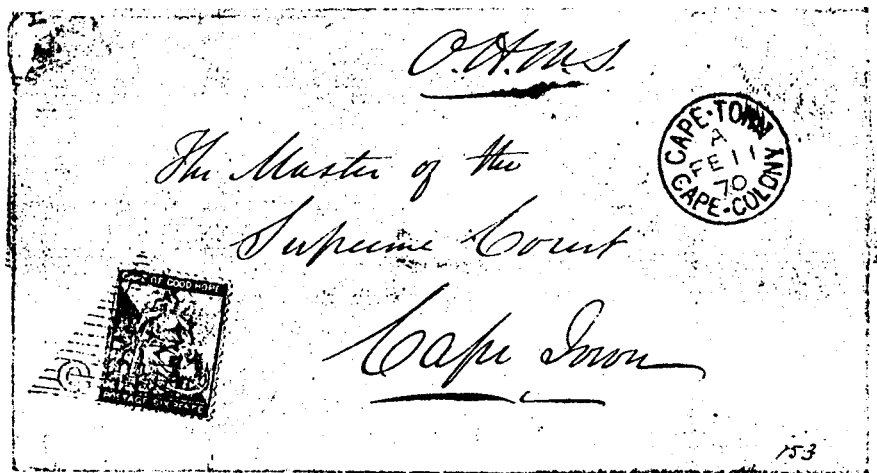 O.H.M.S.
CAPE-TOWN
A
FE 11
70
CAPE-COLONY
The Master of the
Supreme Court
OF GOOD HOPE
Cape Town
153